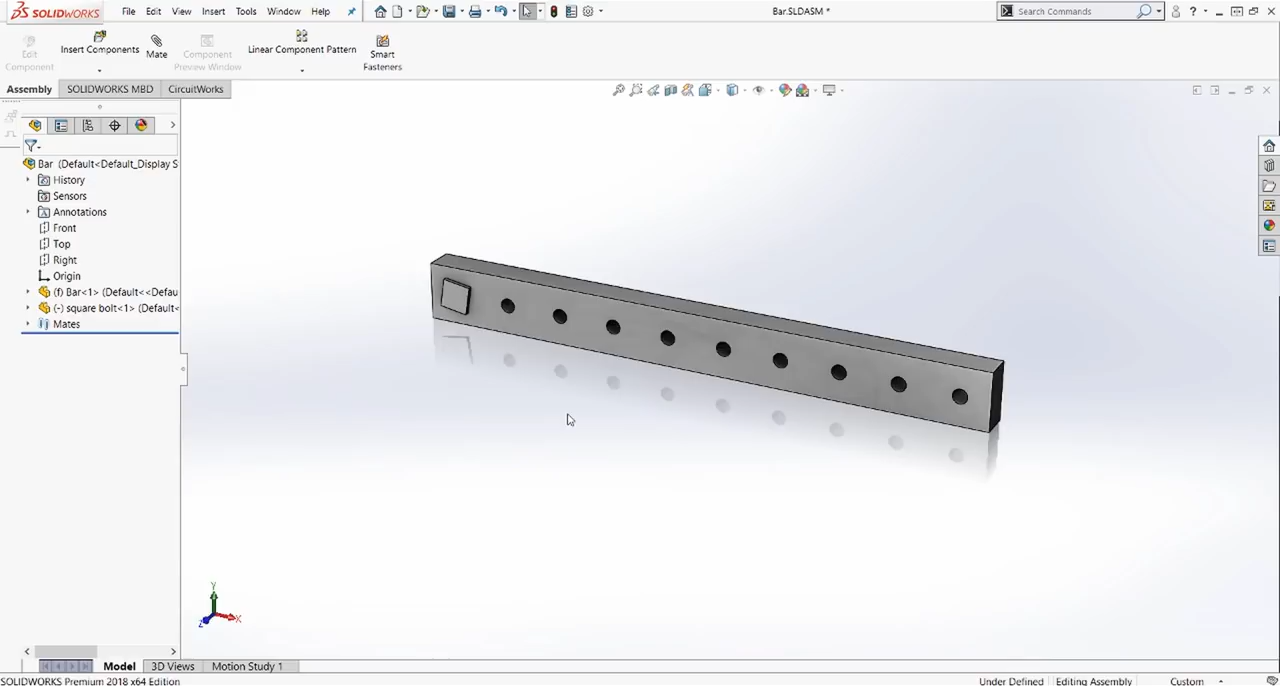 SOLIDWORKS File Edit View Insert Tools Window Help Bar.SLDASM * Search Commands ?
Edit Component
Insert Components
Mate
Component Preview Window
Linear Component Pattern
Smart Fasteners
Assembly SOLIDWORKS MBD CircuitWorks
Bar (Default<Default_Display S
History
Sensors
Annotations
Front
Top
Right
Origin
(f) Bar<1> (Default<<Defau
(-) square bolt<1> (Default<
Mates
Y
X
Z
Model 3D Views Motion Study 1
SOLIDWORKS Premium 2018 x64 Edition Under Defined Editing Assembly Custom